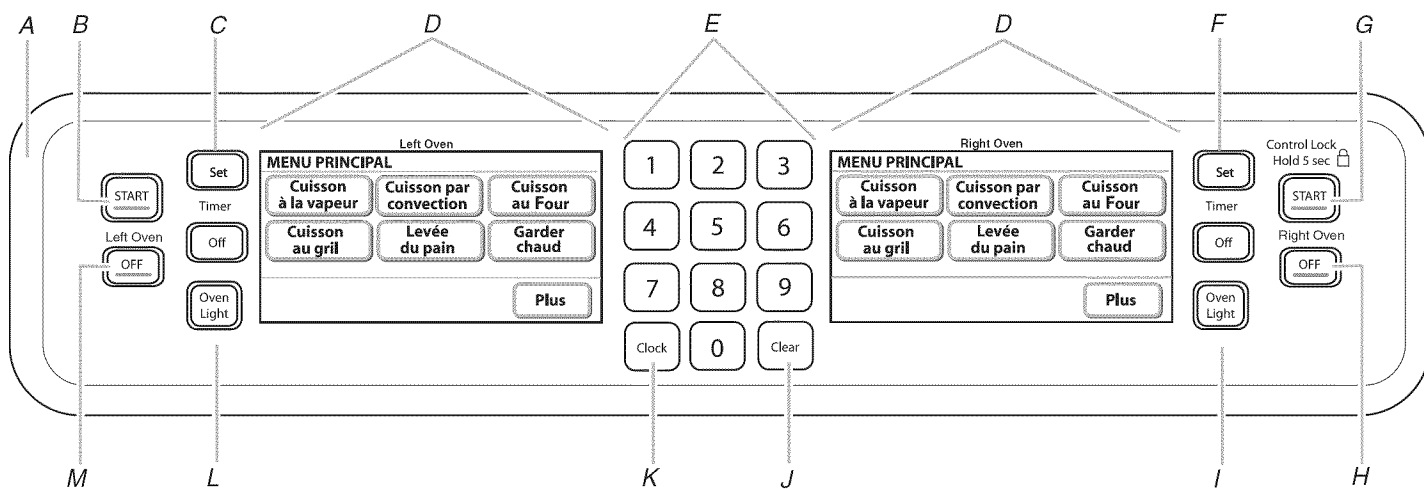 A B C D E D F G
Left Oven
Right Oven
Control Lock
Hold 5 sec
START
Left Oven
OFF
Set
Timer
Off
Oven
Light
MENU PRINCIPAL
Cuisson
à la vapeur
Cuisson par
convection
Cuisson
au Four
Cuisson
au gril
Levée
du pain
Garder
chaud
Plus
1 2 3
4 5 6
7 8 9
Clock 0 Clear
MENU PRINCIPAL
Cuisson
à la vapeur
Cuisson par
convection
Cuisson
au Four
Cuisson
au gril
Levée
du pain
Garder
chaud
Plus
Set
Timer
Off
Oven
Light
START
Right Oven
OFF
M L K J I H